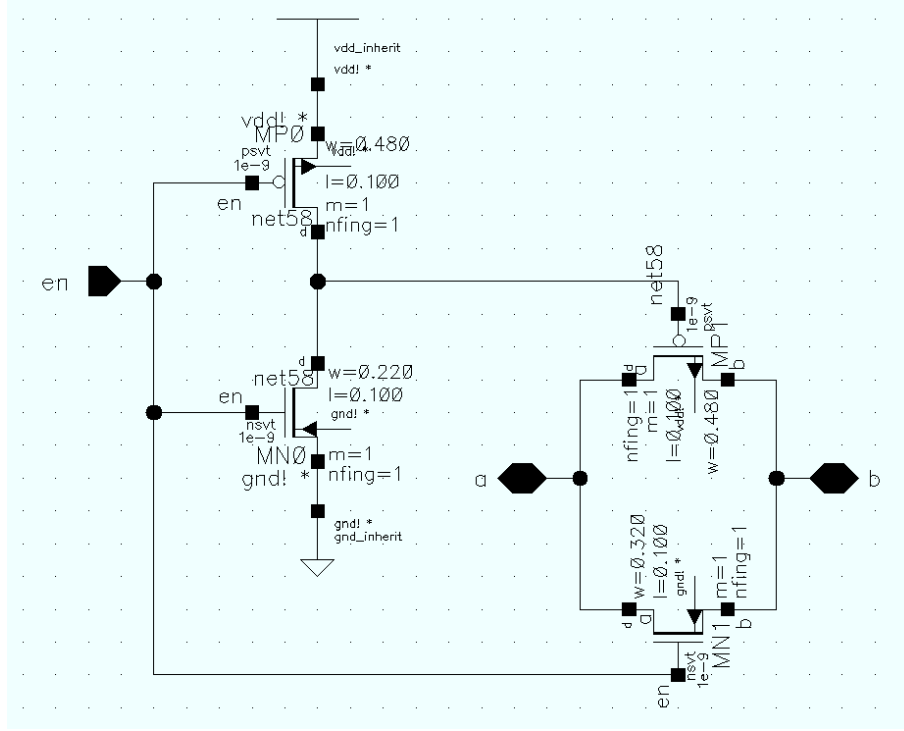 vdd_inherit
vdd! *
vdd! *
MP0
w=0.480
vdd! *
psvt
1e-9
l=0.100
en
m=1
net58
d
nfing=1
en
net58
1e-9
psvt
MP1
d
w=0.220
net58
l=0.100
en
gnd! *
nsvt
1e-9
MN0
m=1
gnd! *
nfing=1
gnd! *
gnd_inherit
d
a
b
nfing=1
m=1
l=0.100
vdd! *
w=0.480
a
b
w=0.320
l=0.100
gnd! *
m=1
nfing=1
d
a
b
MN1
nsvt
1e-9
en